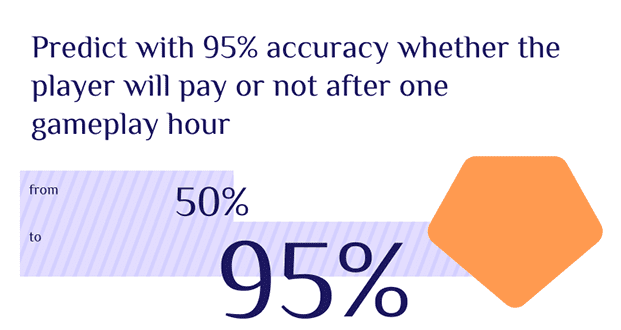 Predict with 95% accuracy whether the
player will pay or not after one
gameplay hour
from
50%
to
95%